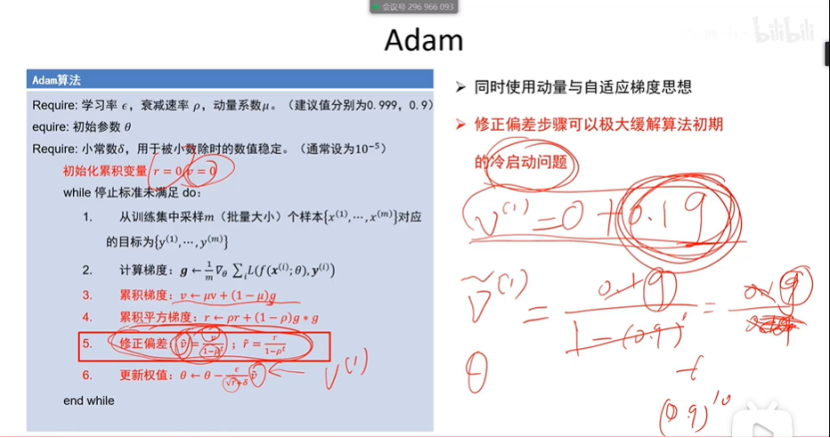 会议号 296 966 093
bilibili
Adam
Adam算法
Require: 学习率 ϵ，衰减速率 ρ，动量系数μ。（建议值分别为0.999，0.9）
equire: 初始参数 θ
Require: 小常数δ，用于被小数除时的数值稳定。（通常设为10⁻⁵）
初始化累积变量 r = 0, v = 0
while 停止标准未满足 do:
1. 从训练集中采样m（批量大小）个样本{x⁽¹⁾,⋯,x⁽ᵐ⁾}对应
的目标为{y⁽¹⁾,⋯,y⁽ᵐ⁾}
2. 计算梯度：g ← 1/m ∇θ ∑ᵢ L(f(x⁽ⁱ⁾; θ), y⁽ⁱ⁾)
3. 累积梯度：v ← μv + (1 − μ)g
4. 累积平方梯度：r ← ρr + (1 − ρ)g ∗ g
5. 修正偏差：ṽ = v/(1−μᵗ)；r̃ = r/(1−ρᵗ)
6. 更新权值：θ ← θ − ϵ/(√r̃+δ) ṽ
end while
V⁽¹⁾
➢ 同时使用动量与自适应梯度思想
➢ 修正偏差步骤可以极大缓解算法初期
的冷启动问题
V⁽¹⁾ = 0 + 0.1 g
Ṽ⁽¹⁾ = 0.1 g / 1 − (0.9)¹ = 0.1 g
θ
t
(0.9)¹⁰